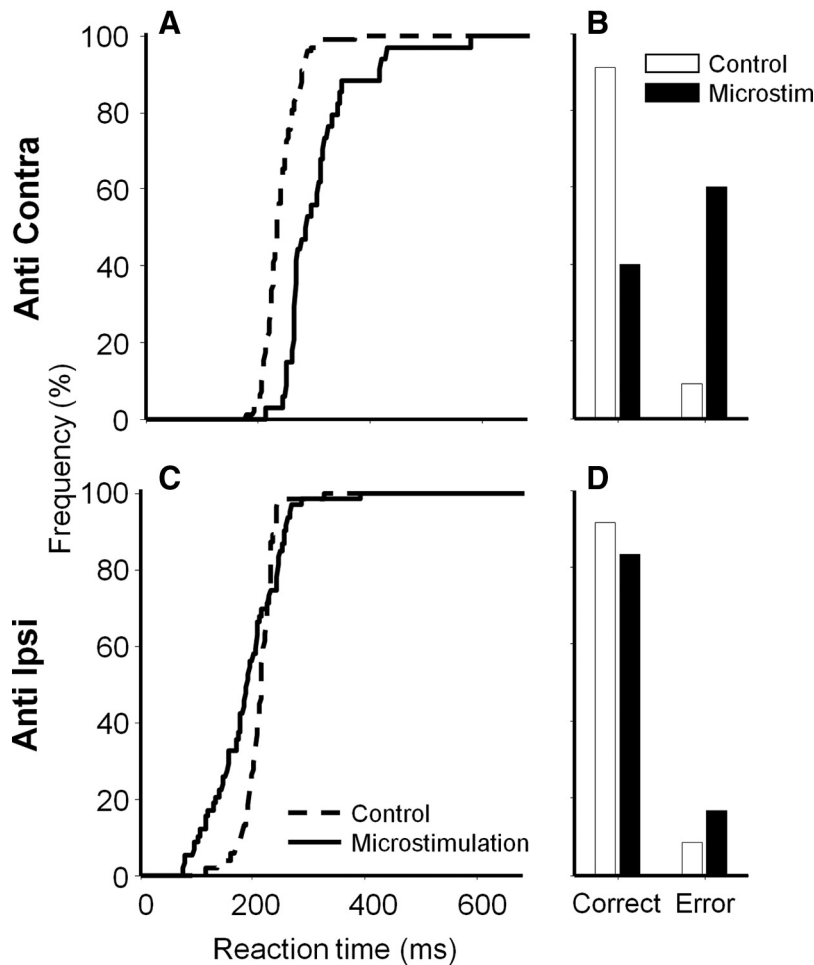 A
B
100
80
60
40
20
0
Control
Microstim
Anti Contra
Frequency (%)
C
D
100
80
60
40
20
0
Control
Microstimulation
Anti Ipsi
0 200 400 600
Correct Error
Reaction time (ms)